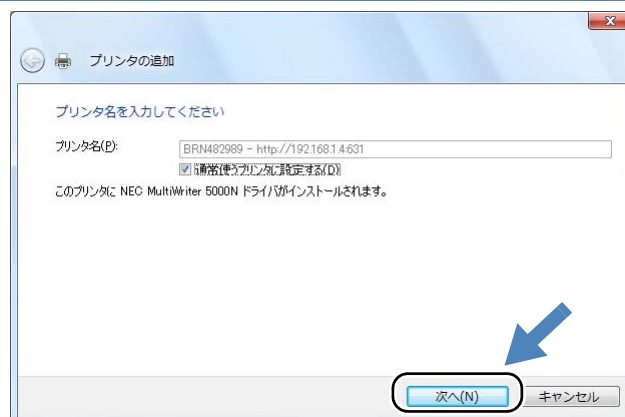 プリンタの追加
プリンタ名を入力してください
プリンタ名(P): BRN482989 - http://192.168.1.4:631
通常使うプリンタに設定する(D)
このプリンタに NEC MultiWriter 5000N ドライバがインストールされます。
次へ(N) キャンセル